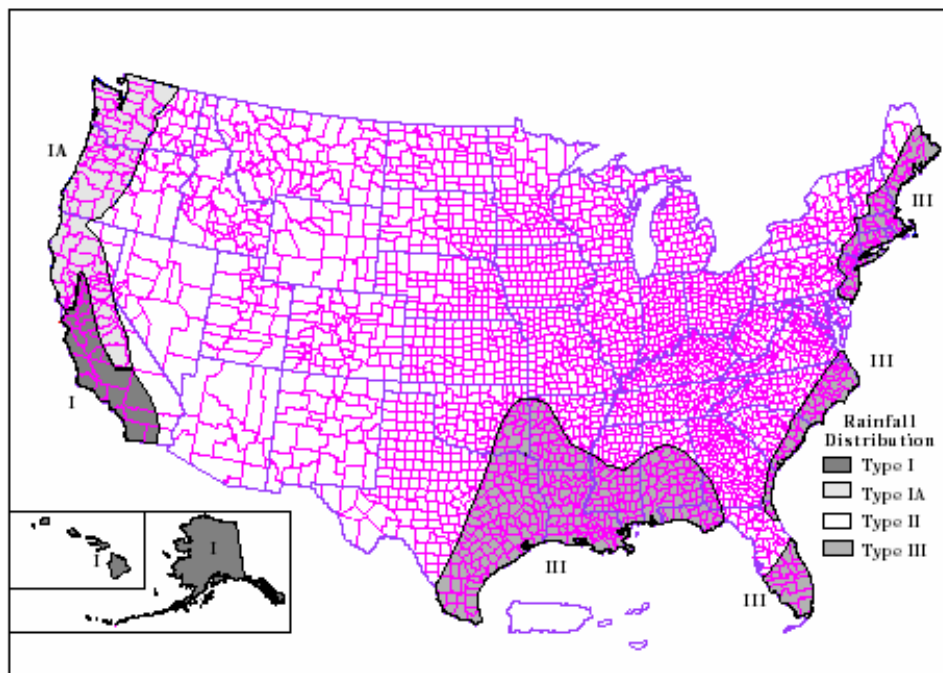 IA
III
I
III
Rainfall
Distribution
Type I
Type IA
Type II
Type III
I
I
III
III